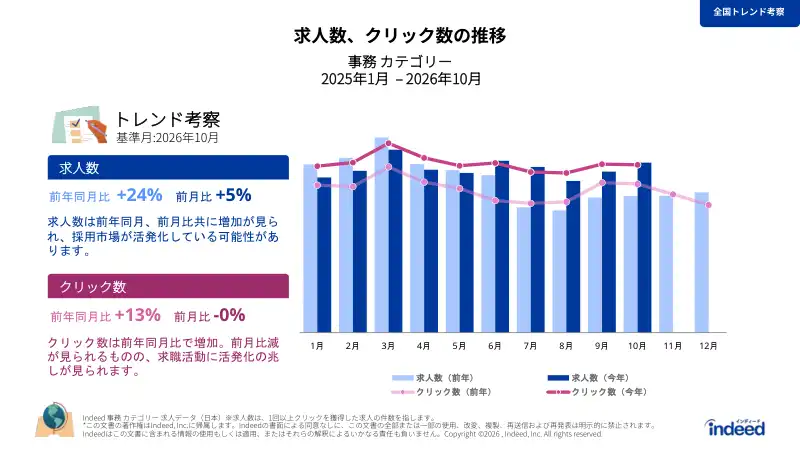 全国トレンド考察
求人数、クリック数の推移
事務 カテゴリー
2025年1月 – 2026年10月
トレンド考察
基準月:2026年10月
求人数
前年同月比 +24% 前月比 +5%
求人数は前年同月、前月比共に増加が見ら
れ、採用市場が活発化している可能性があ
ります。
クリック数
前年同月比 +13% 前月比 -0%
クリック数は前年同月比で増加。前月比減
が見られるものの、求職活動に活発化の兆
しが見られます。
1月 2月 3月 4月 5月 6月 7月 8月 9月 10月 11月 12月
求人数（前年） 求人数（今年）
クリック数（前年） クリック数（今年）
Indeed 事務 カテゴリー 求人データ（日本）※求人数は、1回以上クリックを獲得した求人の件数を指します。
*この文書の著作権はIndeed, Inc.に帰属します。Indeedの書面による同意なしに、この文書の全部または一部の使用、改変、複製、再送信および再発表は明示的に禁止されます。
Indeedはこの文書に含まれる情報の使用もしくは適用、またはそれらの解釈によるいかなる責任も負いません。Copyright ©2026 , Indeed, Inc. All rights reserved.
インディード
indeed